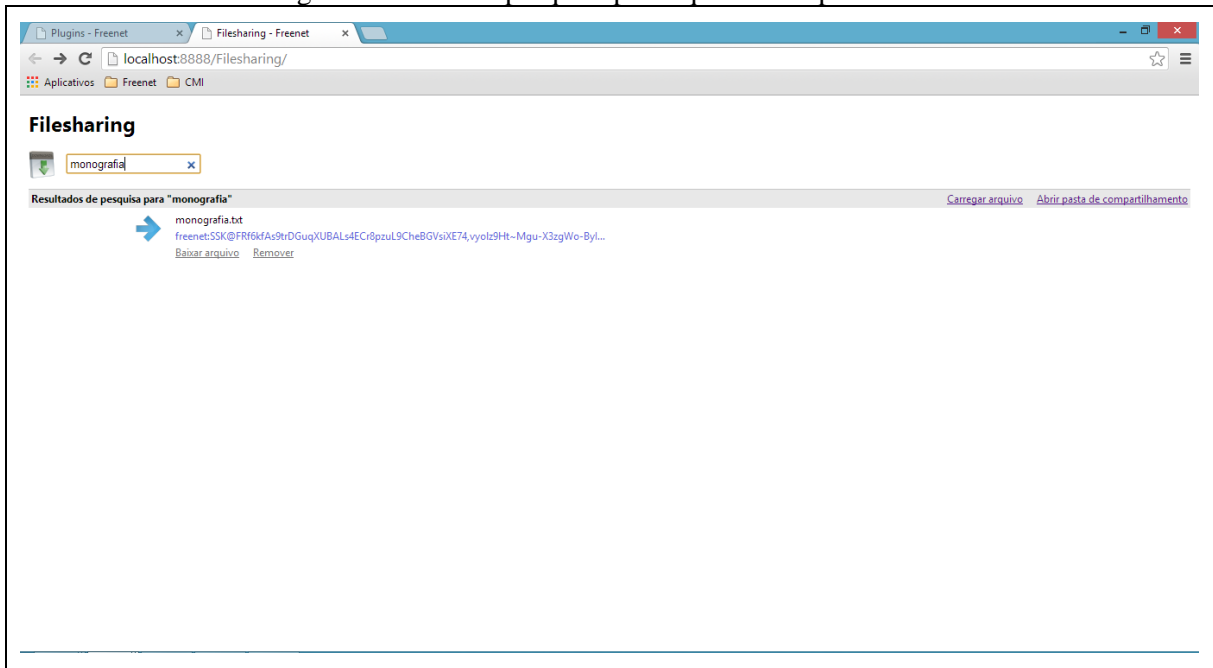 Plugins - Freenet
Filesharing - Freenet
localhost:8888/Filesharing/
Aplicativos Freenet CMI
Filesharing
monografia
Resultados de pesquisa para "monografia" Carregar arquivo Abrir pasta de compartilhamento
monografia.txt
freenet:SSK@FRf6kfAs9trDGuqXUBALs4ECr8pzuL9CheBGVsiXE74,vyolz9Ht~Mgu-X3zgWo-Byl...
Baixar arquivo Remover